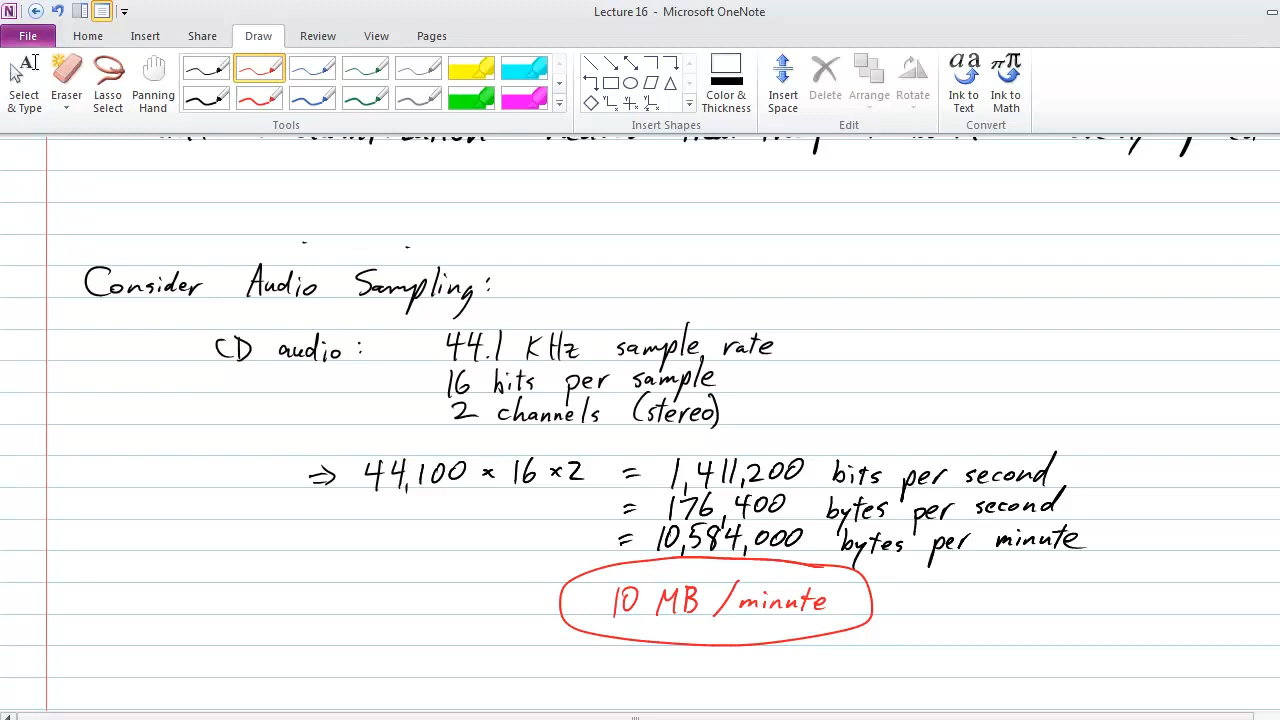 Lecture 16 - Microsoft OneNote
File Home Insert Share Draw Review View Pages
Select & Type Eraser Lasso Select Panning Hand Color & Thickness Insert Space Delete Arrange Rotate Ink to Text Ink to Math
Tools Insert Shapes Edit Convert
Consider Audio Sampling:
CD audio: 44.1 KHz sample rate
16 bits per sample
2 channels (stereo)
⇒ 44,100 × 16 × 2 = 1,411,200 bits per second
= 176,400 bytes per second
= 10,584,000 bytes per minute
10 MB / minute